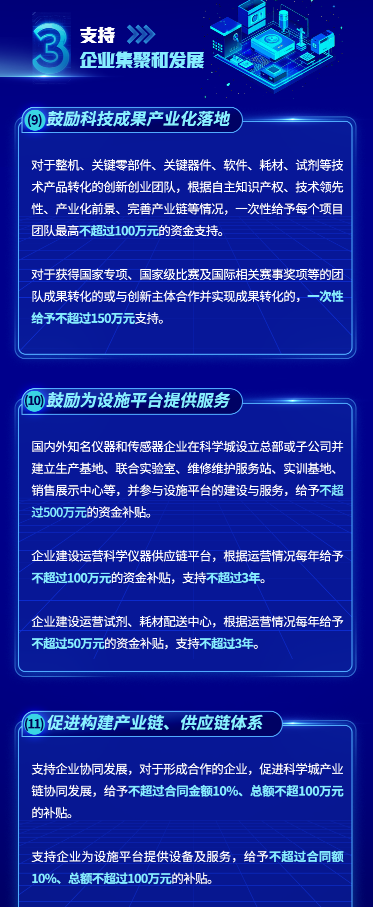 3 支持
企业集聚和发展
(9) 鼓励科技成果产业化落地
对于整机、关键零部件、关键器件、软件、耗材、试剂等技
术产品转化的创新创业团队，根据自主知识产权、技术领先
性、产业化前景、完善产业链等情况，一次性给予每个项目
团队最高不超过100万元的资金支持。
对于获得国家专项、国家级比赛及国际相关赛事奖项等的团
队成果转化的或与创新主体合作并实现成果转化的，一次性
给予不超过150万元支持。
(10) 鼓励为设施平台提供服务
国内外知名仪器和传感器企业在科学城设立总部或子公司并
建立生产基地、联合实验室、维修维护服务站、实训基地、
销售展示中心等，并参与设施平台的建设与服务，给予不超
过500万元的资金补贴。
企业建设运营科学仪器供应链平台，根据运营情况每年给予
不超过100万元的资金补贴，支持不超过3年。
企业建设运营试剂、耗材配送中心，根据运营情况每年给予
不超过50万元的资金补贴，支持不超过3年。
(11) 促进构建产业链、供应链体系
支持企业协同发展，对于形成合作的企业，促进科学城产业
链协同发展，给予不超过合同金额10%、总额不超100万元
的补贴。
支持企业为设施平台提供设备及服务，给予不超过合同额
10%、总额不超过100万元的补贴。